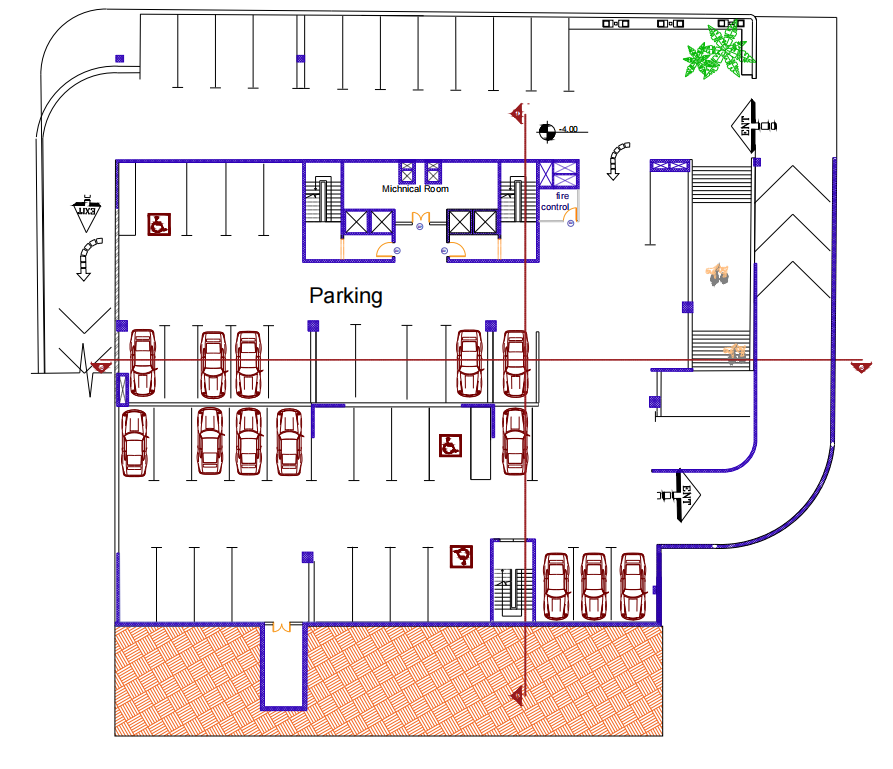 -4.00
ENT
EXIT
Michnical Room
fire
control
Parking
ENT